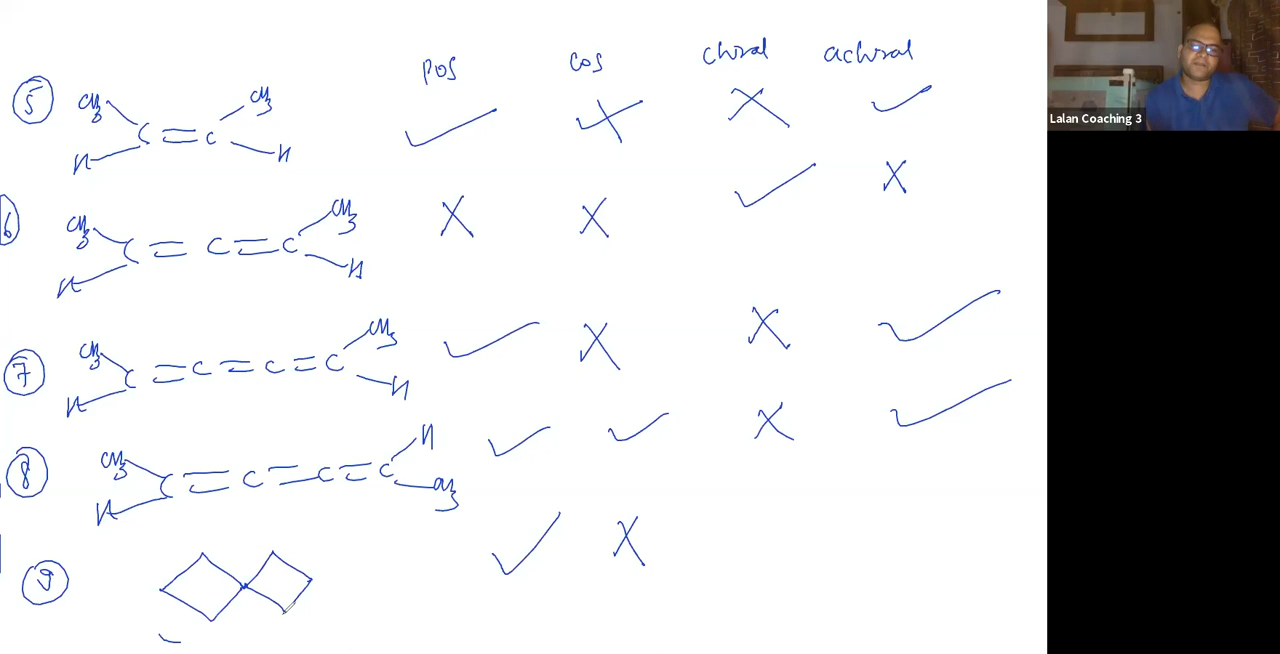 POS cos chiral achiral
5 CH3 CH3 ✓ ✓ ✗ ✓
C = C
H H
6 CH3 CH3 ✗ ✗ ✓ ✗
C = C = C
H H
7 CH3 CH3 ✓ ✗ ✗ ✓
C = C = C = C
H H
8 CH3 H ✓ ✓ ✗ ✓
C = C = C = C
H CH3
9 ✓ ✗
Lalan Coaching 3